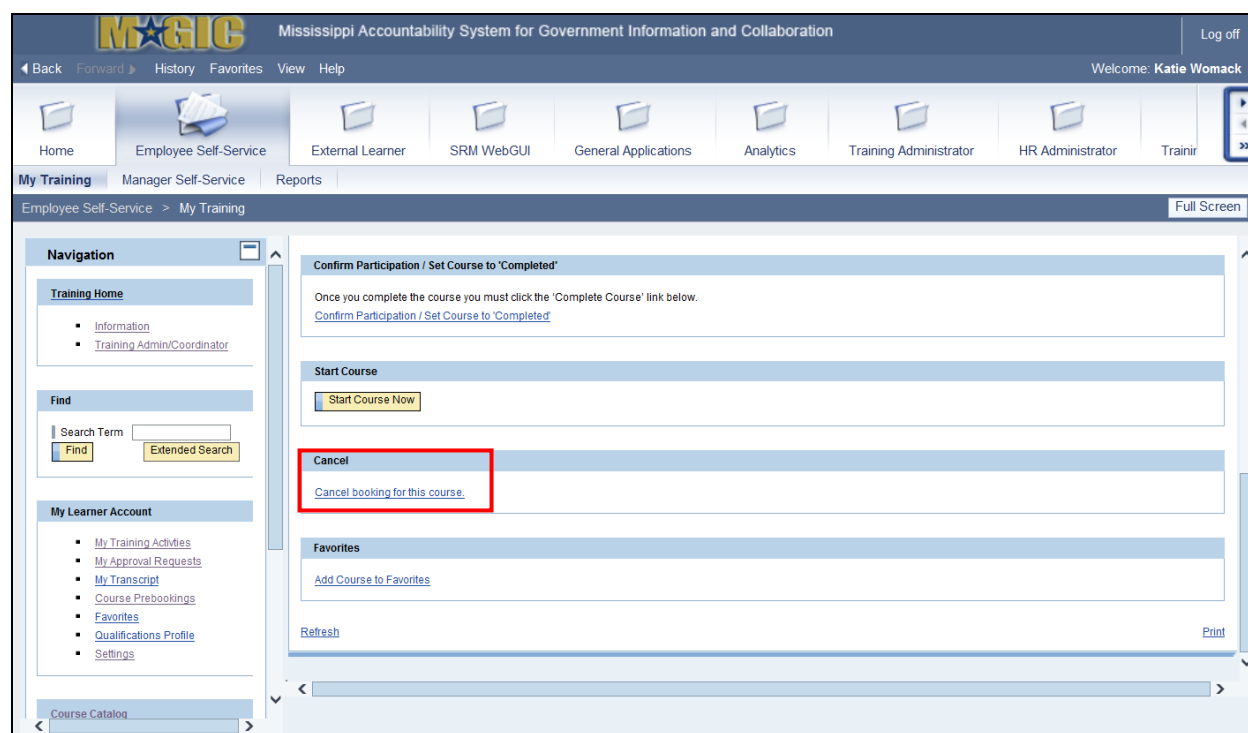 MAGIC
Mississippi Accountability System for Government Information and Collaboration
Log off
Back Forward History Favorites View Help
Welcome: Katie Womack
Home
Employee Self-Service
External Learner
SRM WebGUI
General Applications
Analytics
Training Administrator
HR Administrator
Trainin
My Training Manager Self-Service Reports
Employee Self-Service > My Training
Full Screen
Navigation
Training Home
Information
Training Admin/Coordinator
Find
Search Term
Find
Extended Search
My Learner Account
My Training Activties
My Approval Requests
My Transcript
Course Prebookings
Favorites
Qualifications Profile
Settings
Course Catalog
Confirm Participation / Set Course to 'Completed'
Once you complete the course you must click the 'Complete Course' link below.
Confirm Participation / Set Course to 'Completed'
Start Course
Start Course Now
Cancel
Cancel booking for this course.
Favorites
Add Course to Favorites
Refresh
Print